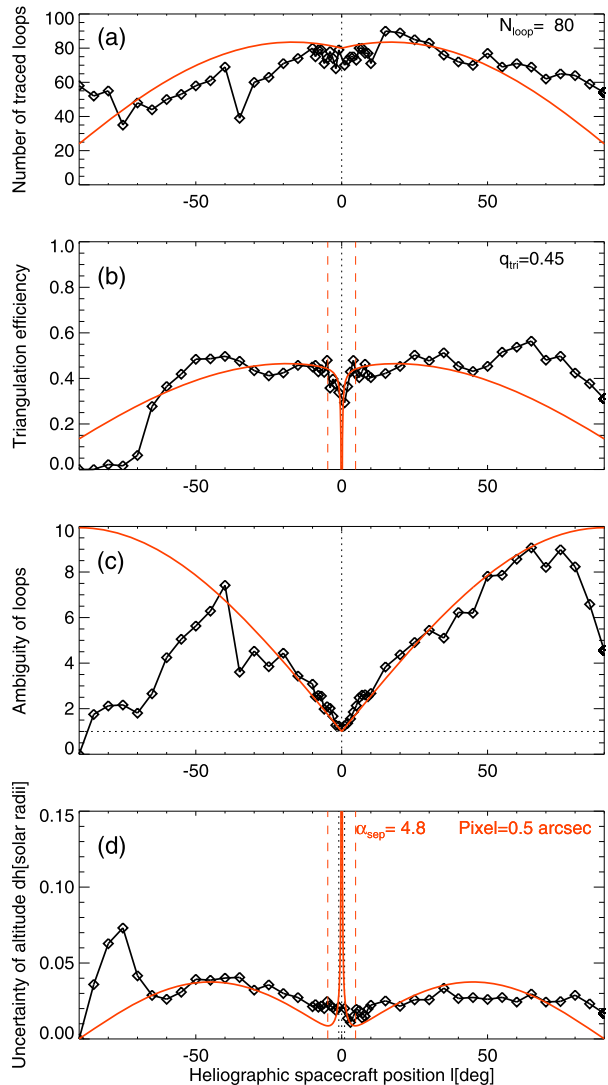 (a)
N_loop= 80
Number of traced loops
100
80
60
40
20
0
-50 0 50
(b)
q_tri=0.45
Triangulation efficiency
1.0
0.8
0.6
0.4
0.2
0.0
-50 0 50
(c)
Ambiguity of loops
10
8
6
4
2
0
-50 0 50
(d)
α_sep= 4.8 Pixel=0.5 arcsec
Uncertainty of altitude dh[solar radii]
0.15
0.10
0.05
0.00
-50 0 50
Heliographic spacecraft position l[deg]